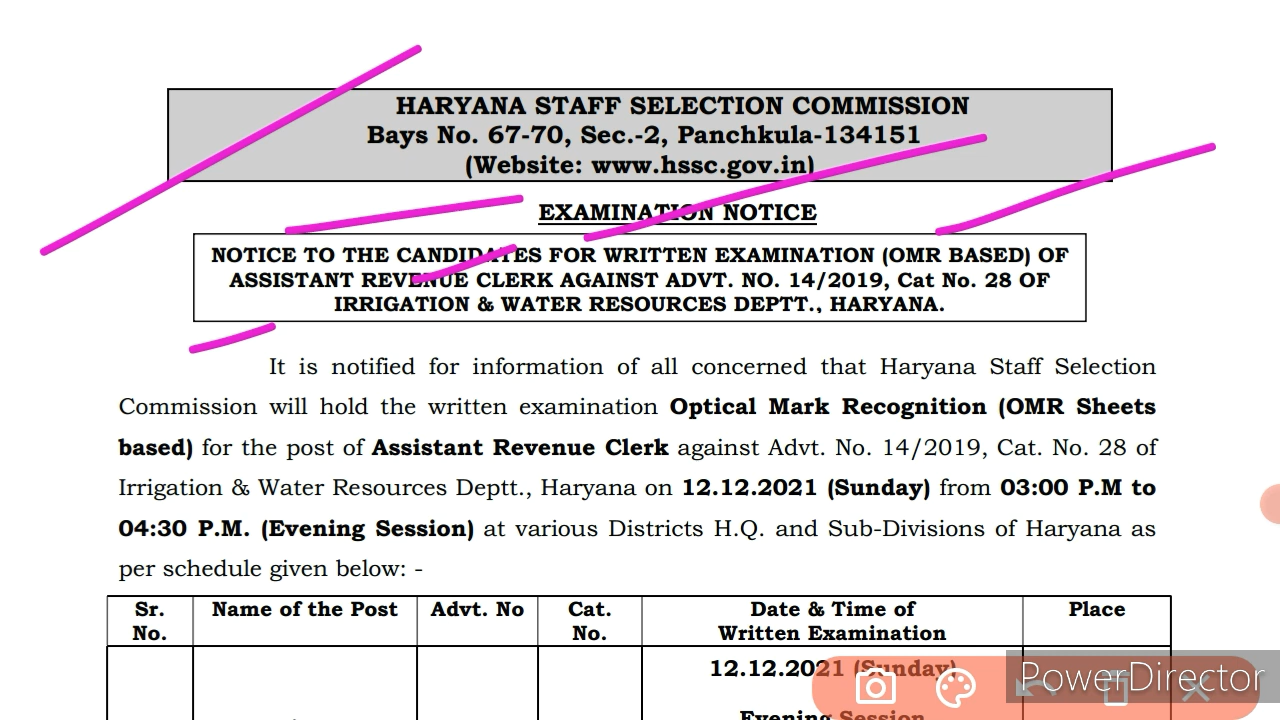 HARYANA STAFF SELECTION COMMISSION
Bays No. 67-70, Sec.-2, Panchkula-134151
(Website: www.hssc.gov.in)
EXAMINATION NOTICE
NOTICE TO THE CANDIDATES FOR WRITTEN EXAMINATION (OMR BASED) OF
ASSISTANT REVENUE CLERK AGAINST ADVT. NO. 14/2019, Cat No. 28 OF
IRRIGATION & WATER RESOURCES DEPTT., HARYANA.
It is notified for information of all concerned that Haryana Staff Selection
Commission will hold the written examination Optical Mark Recognition (OMR Sheets
based) for the post of Assistant Revenue Clerk against Advt. No. 14/2019, Cat. No. 28 of
Irrigation & Water Resources Deptt., Haryana on 12.12.2021 (Sunday) from 03:00 P.M to
04:30 P.M. (Evening Session) at various Districts H.Q. and Sub-Divisions of Haryana as
per schedule given below: -
Sr. No. Name of the Post Advt. No Cat. No. Date & Time of Written Examination Place
12.12.2021 (Sunday)
Evening Session
PowerDirector